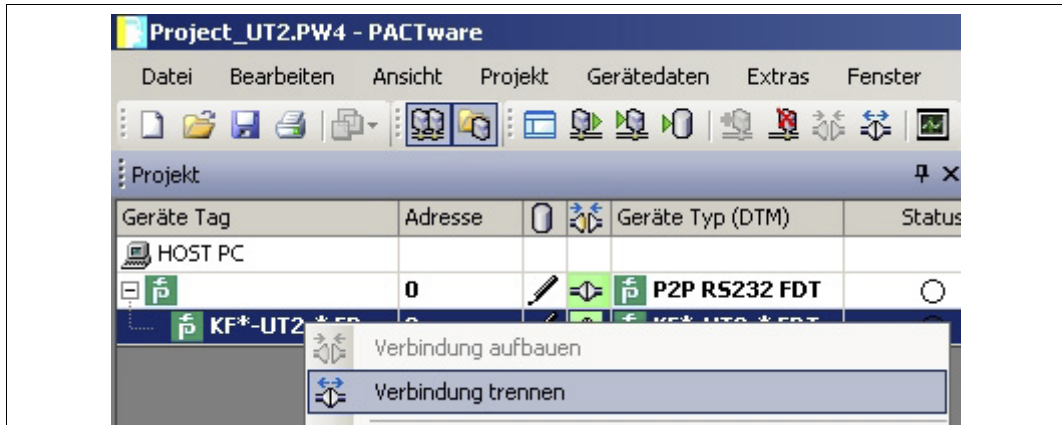 Project_UT2.PW4 - PACTware
Datei Bearbeiten Ansicht Projekt Gerätedaten Extras Fenster
Projekt
Geräte Tag Adresse Geräte Typ (DTM) Status
HOST PC
0 P2P RS232 FDT
KF*-UT2
Verbindung aufbauen
Verbindung trennen